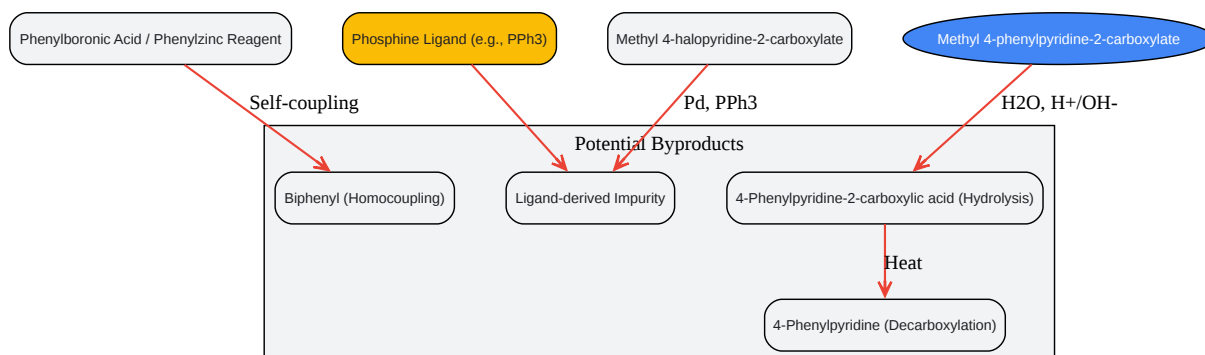 Phenylboronic Acid / Phenylzinc Reagent
Phosphine Ligand (e.g., PPh3)
Methyl 4-halopyridine-2-carboxylate
Methyl 4-phenylpyridine-2-carboxylate
Self-coupling
Pd, PPh3
H2O, H+/OH-
Potential Byproducts
Biphenyl (Homocoupling)
Ligand-derived Impurity
4-Phenylpyridine-2-carboxylic acid (Hydrolysis)
Heat
4-Phenylpyridine (Decarboxylation)